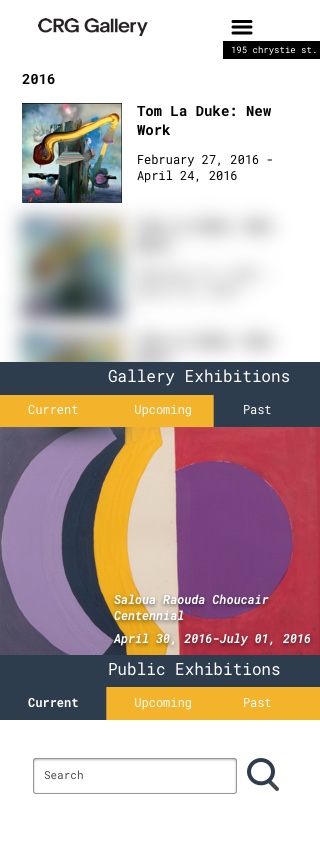 CRG Gallery
195 chrystie st.
2016
Tom La Duke: New
Work
February 27, 2016 -
April 24, 2016
Gallery Exhibitions
Current Upcoming Past
Saloua Raouda Choucair
Centennial
April 30, 2016-July 01, 2016
Public Exhibitions
Current Upcoming Past
Search